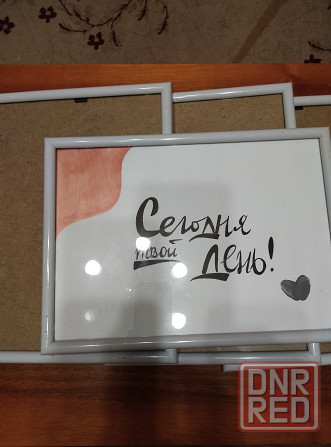 Сегодня
твой
день!
DNR
RED